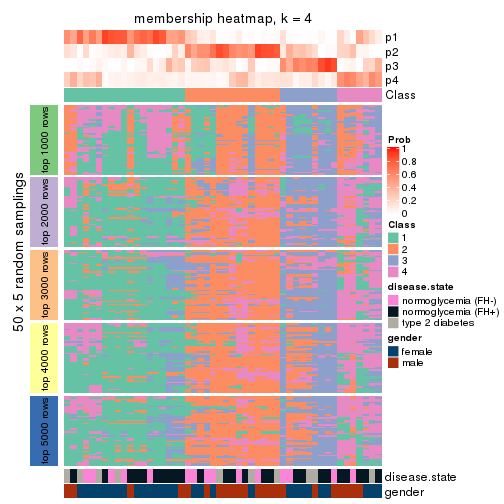 membership heatmap, k = 4
p1
p2
p3
p4
Class
50 x 5 random samplings
top 1000 rows
top 2000 rows
top 3000 rows
top 4000 rows
top 5000 rows
Prob
1
0.8
0.6
0.4
0.2
0
Class
1
2
3
4
disease.state
normoglycemia (FH-)
normoglycemia (FH+)
type 2 diabetes
gender
female
male
disease.state
gender